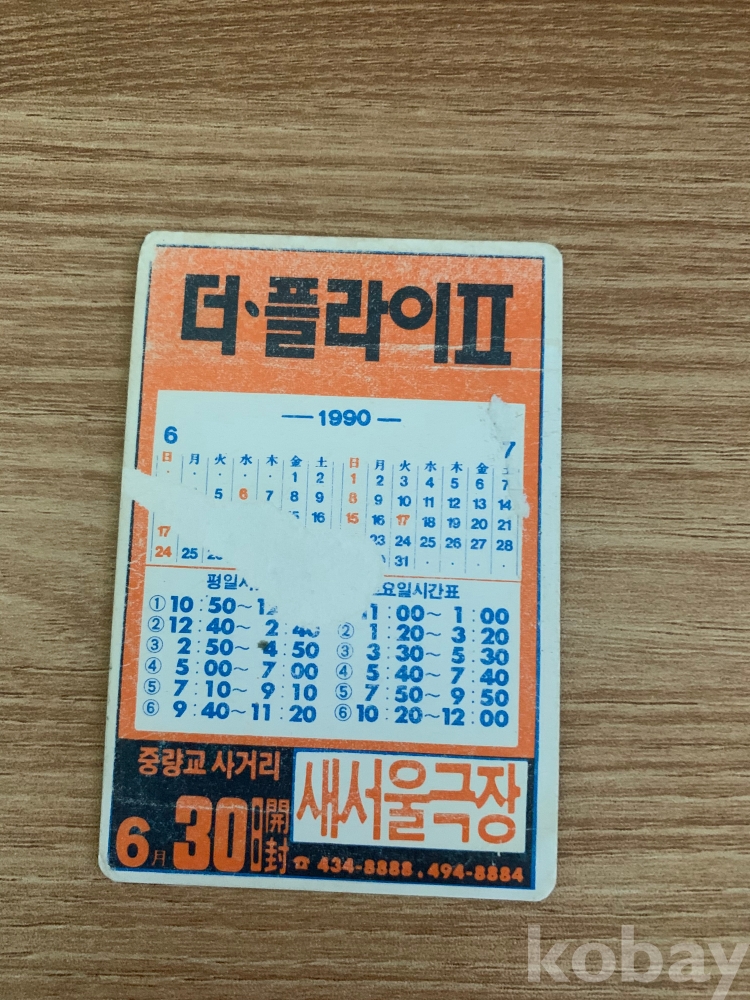 더·플라이Ⅱ
— 1990 —
6 7
日 月 火 水 木 金 土 日 月 火 水 木 金
· · · · 1 2 1 2 3 4 5 6 7
5 6 7 8 9 8 9 10 11 12 13 14
16 15 16 17 18 19 20 21
17 23 24 25 26 27 28
24 25 31 · · · ·
평일시 요일시간표
① 10:50~ 1:00~ 1:00
② 12:40~ 2:40 ② 1:20~ 3:20
③ 2:50~ 4:50 ③ 3:30~ 5:30
④ 5:00~ 7:00 ④ 5:40~ 7:40
⑤ 7:10~ 9:10 ⑤ 7:50~ 9:50
⑥ 9:40~11:20 ⑥ 10:20~12:00
중량교 사거리
새서울극장
6月 30日 開封
☎ 434-8888, 494-8884
kobay